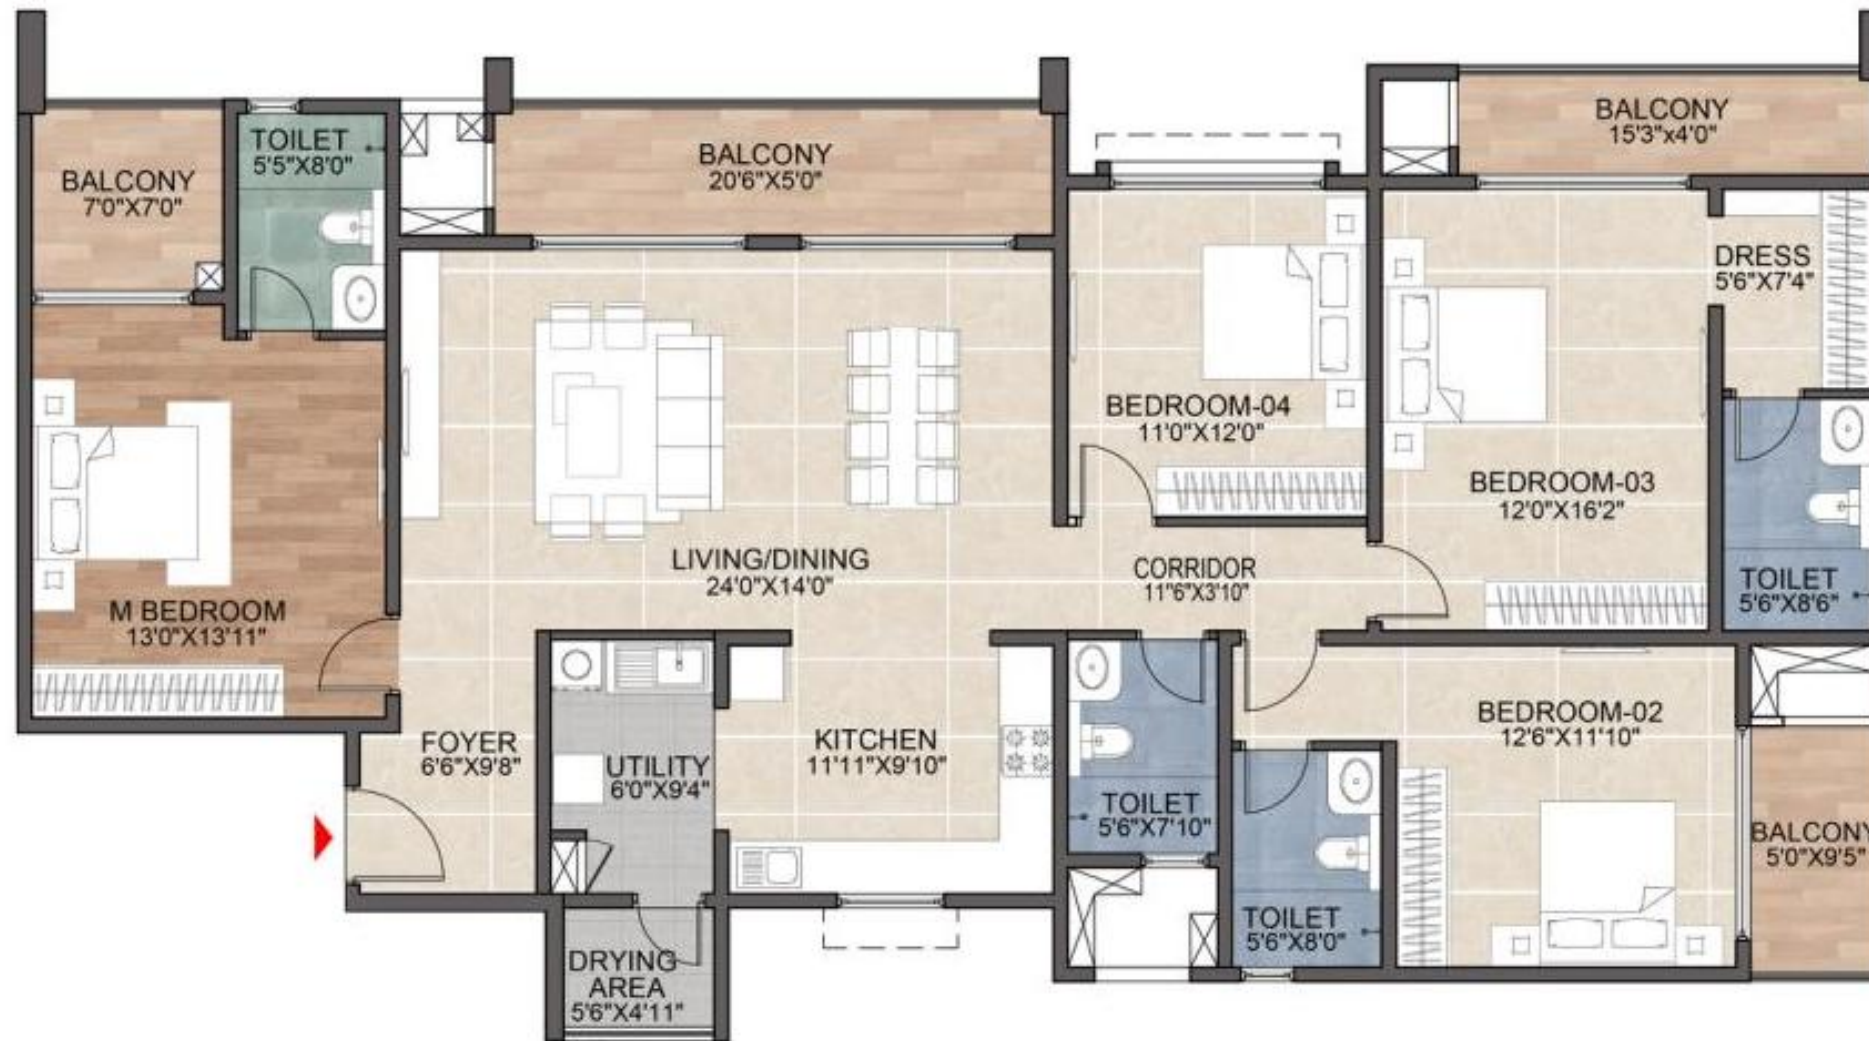 BALCONY
7'0"X7'0"
TOILET
5'5"X8'0"
BALCONY
20'6"X5'0"
BALCONY
15'3"x4'0"
DRESS
5'6"X7'4"
BEDROOM-04
11'0"X12'0"
BEDROOM-03
12'0"X16'2"
LIVING/DINING
24'0"X14'0"
CORRIDOR
11'6"X3'10"
TOILET
5'6"X8'6"
M BEDROOM
13'0"X13'11"
FOYER
6'6"X9'8"
UTILITY
6'0"X9'4"
KITCHEN
11'11"X9'10"
TOILET
5'6"X7'10"
BEDROOM-02
12'6"X11'10"
BALCONY
5'0"X9'5"
TOILET
5'6"X8'0"
DRYING
AREA
5'6"X4'11"